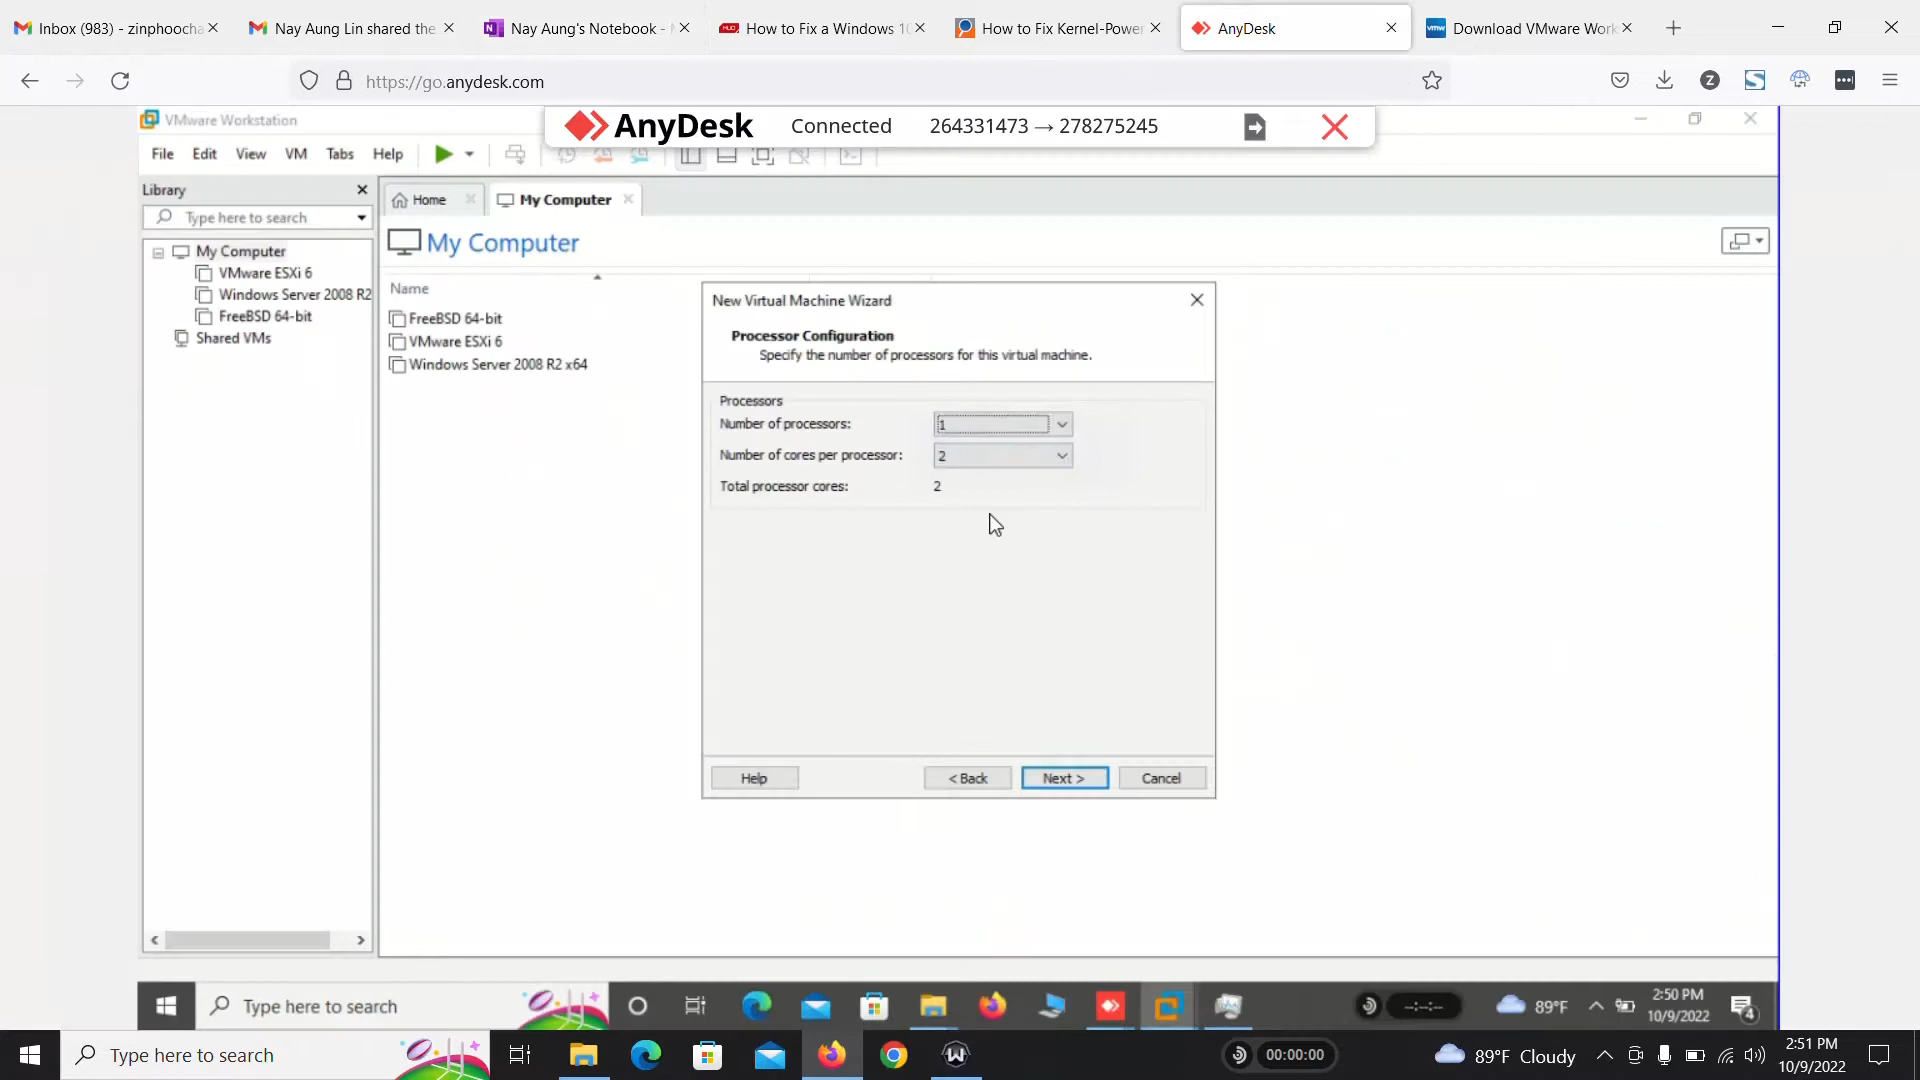 Inbox (983) - zinphoocha
Nay Aung Lin shared the
Nay Aung's Notebook -
How to Fix a Windows 10
How to Fix Kernel-Power
AnyDesk
Download VMware Work
https://go.anydesk.com
VMware Workstation
AnyDesk
Connected
264331473 → 278275245
File Edit View VM Tabs Help
Library
Type here to search
Home
My Computer
My Computer
My Computer
VMware ESXi 6
Windows Server 2008 R2
FreeBSD 64-bit
Shared VMs
Name
FreeBSD 64-bit
VMware ESXi 6
Windows Server 2008 R2 x64
New Virtual Machine Wizard
Processor Configuration
Specify the number of processors for this virtual machine.
Processors
Number of processors: 1
Number of cores per processor: 2
Total processor cores: 2
Help
< Back
Next >
Cancel
Type here to search
--:--:--
89°F
2:50 PM
10/9/2022
4
Type here to search
00:00:00
89°F Cloudy
2:51 PM
10/9/2022